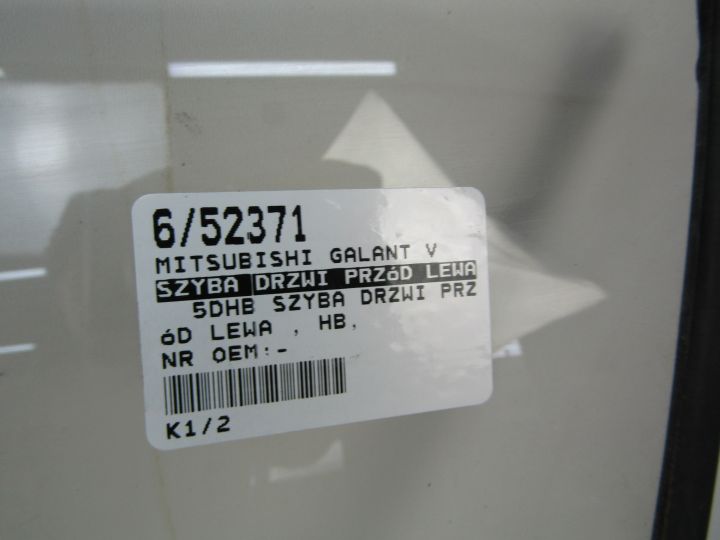 6/52371
MITSUBISHI GALANT V
SZYBA DRZWI PRZóD LEWA
5DHB SZYBA DRZWI PRZ
óD LEWA , HB,
NR OEM:-
K1/2